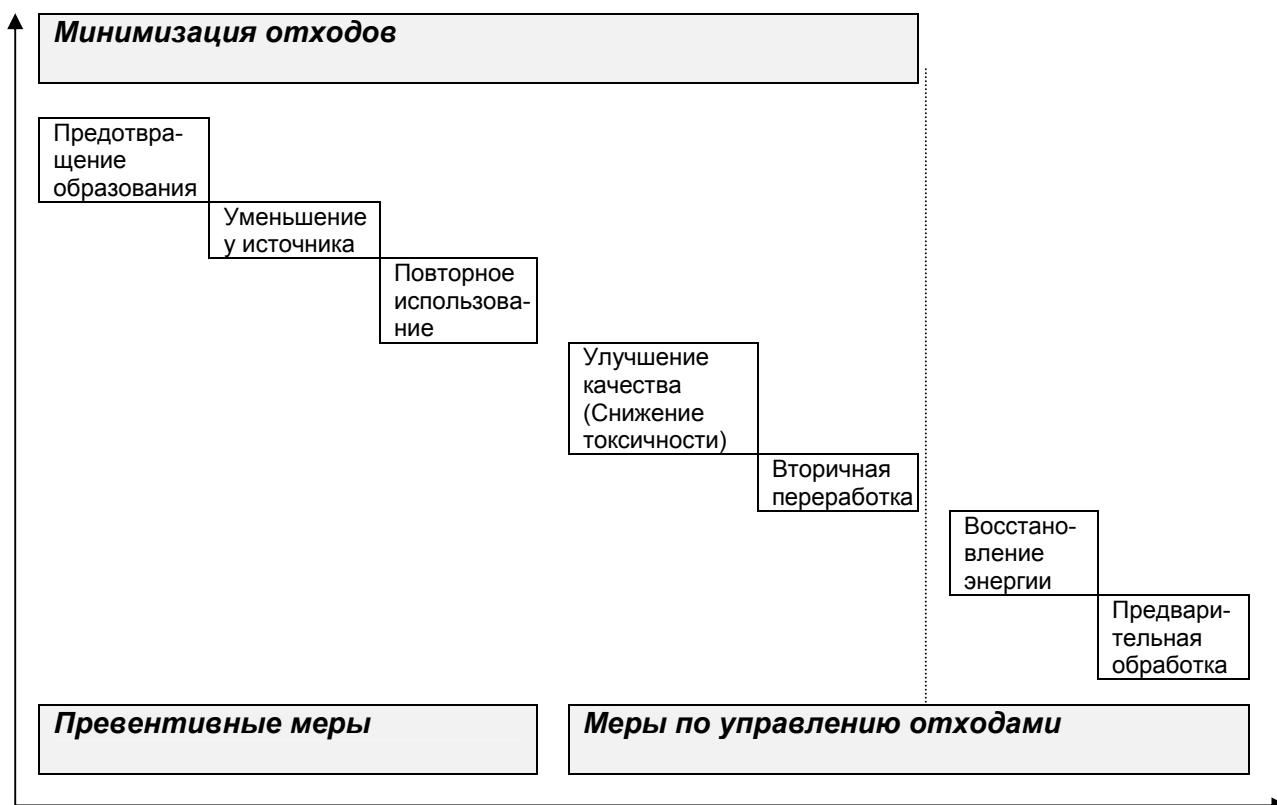 Минимизация отходов
Предотвра-
щение
образования
Уменьшение
у источника
Повторное
использова-
ние
Улучшение
качества
(Снижение
токсичности)
Вторичная
переработка
Восстано-
вление
энергии
Предвари-
тельная
обработка
Превентивные меры
Меры по управлению отходами